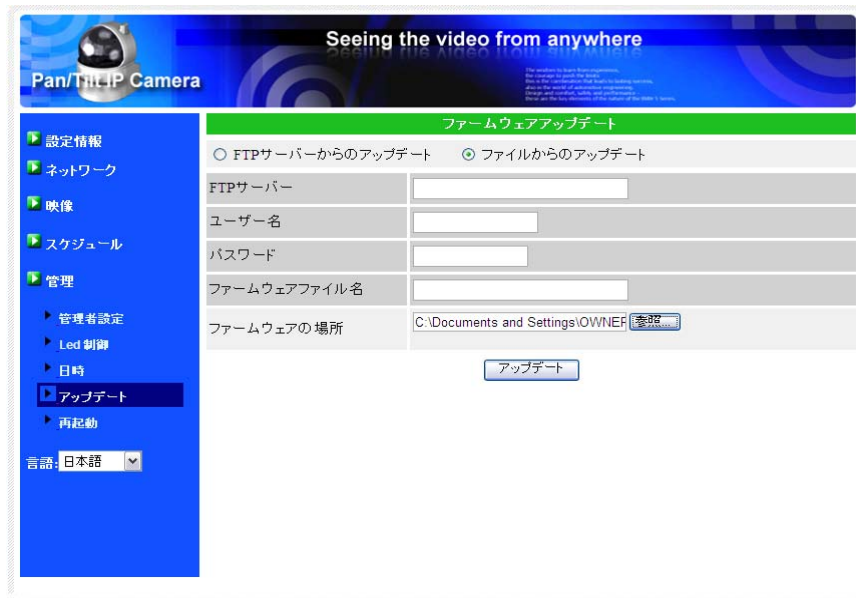 Seeing the video from anywhere
Pan/Tilt IP Camera
設定情報
ネットワーク
映像
スケジュール
管理
管理者設定
Led 制御
日時
アップデート
再起動
言語: 日本語
ファームウェアアップデート
FTPサーバーからのアップデート ファイルからのアップデート
FTPサーバー
ユーザー名
パスワード
ファームウェアファイル名
ファームウェアの場所 C:\Documents and Settings\OWNER 参照...
アップデート